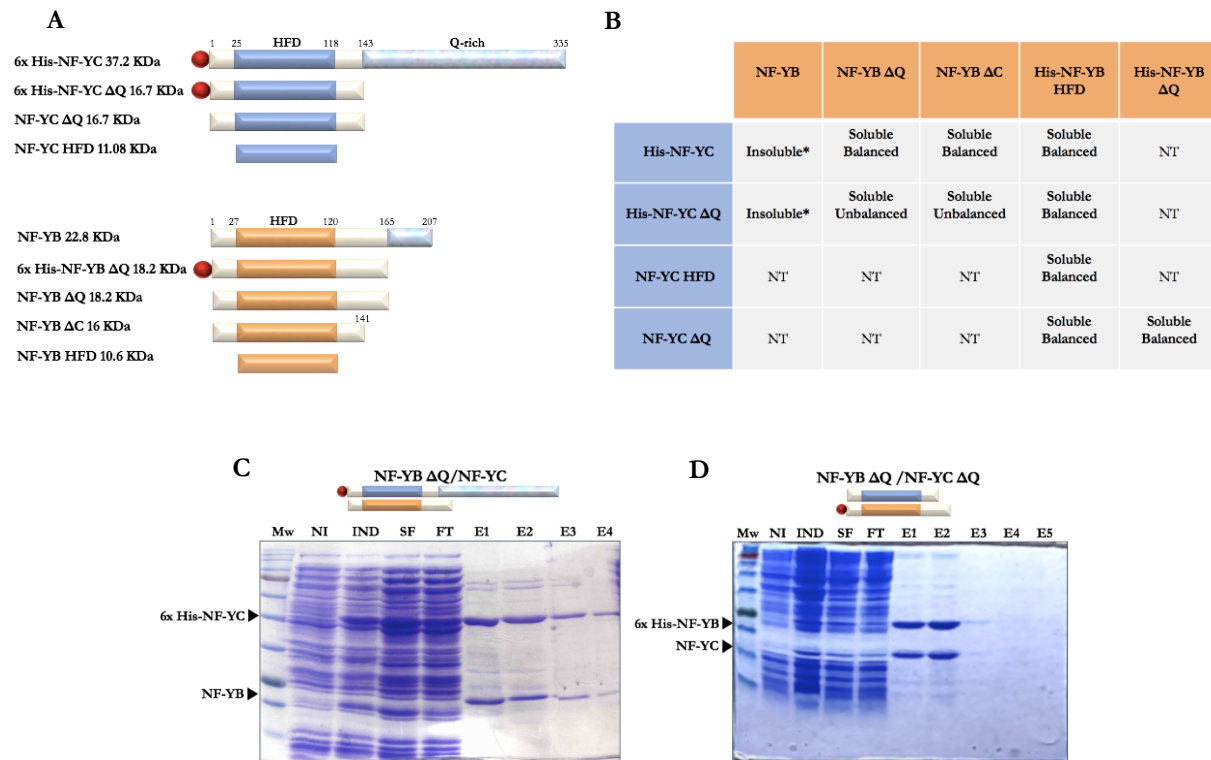 A
1 25 HFD 118 143 Q-rich 335
6x His-NF-YC 37.2 KDa
6x His-NF-YC ΔQ 16.7 KDa
NF-YC ΔQ 16.7 KDa
NF-YC HFD 11.08 KDa
1 27 HFD 120 165 207
NF-YB 22.8 KDa
6x His-NF-YB ΔQ 18.2 KDa
NF-YB ΔQ 18.2 KDa
141
NF-YB ΔC 16 KDa
NF-YB HFD 10.6 KDa
B
NF-YB
NF-YB ΔQ
NF-YB ΔC
His-NF-YB
HFD
His-NF-YB
ΔQ
His-NF-YC
Insoluble*
Soluble
Balanced
Soluble
Balanced
Soluble
Balanced
NT
His-NF-YC ΔQ
Insoluble*
Soluble
Unbalanced
Soluble
Unbalanced
Soluble
Balanced
NT
NF-YC HFD
NT
NT
NT
Soluble
Balanced
NT
NF-YC ΔQ
NT
NT
NT
Soluble
Balanced
Soluble
Balanced
C
NF-YB ΔQ/NF-YC
Mw NI IND SF FT E1 E2 E3 E4
6x His-NF-YC
NF-YB
D
NF-YB ΔQ /NF-YC ΔQ
Mw NI IND SF FT E1 E2 E3 E4 E5
6x His-NF-YB
NF-YC